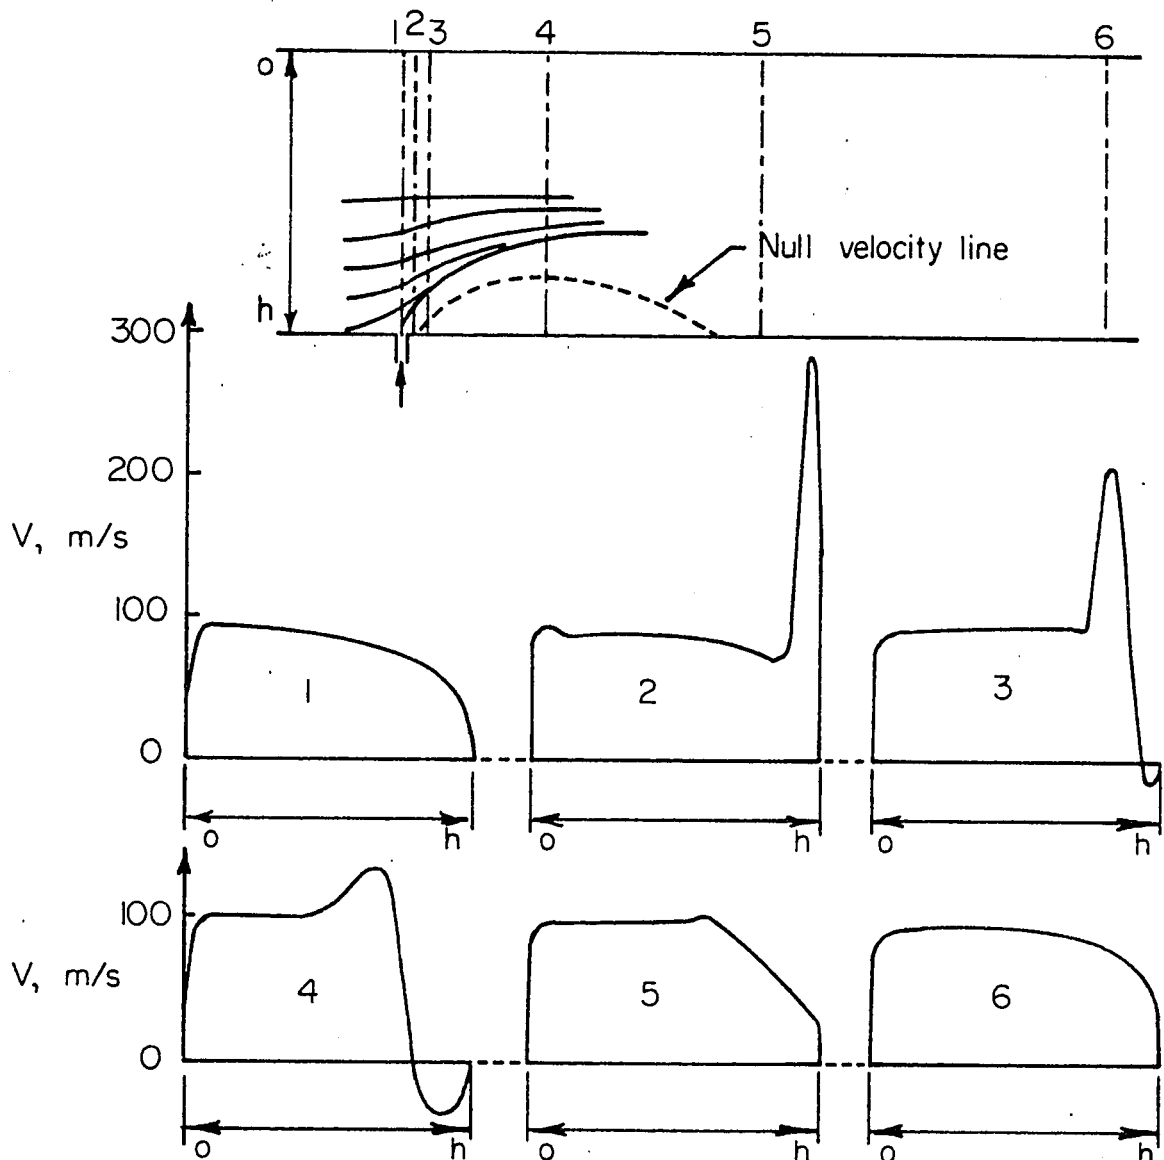 1 2 3 4 5 6
o
Null velocity line
h
300
200
V, m/s
100
1 2 3
0
o h o h o h
100
V, m/s
4 5 6
0
o h o h o h